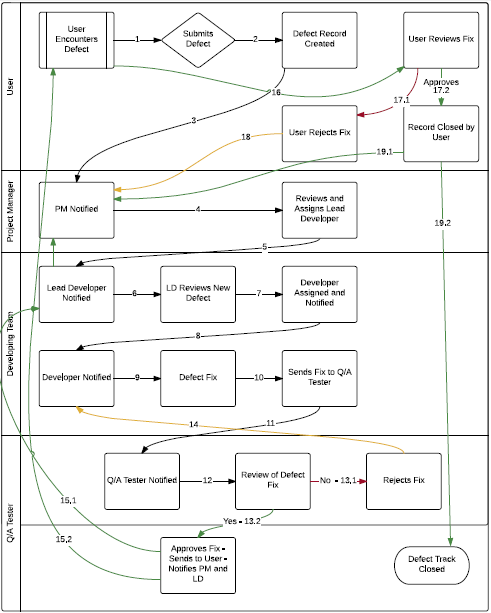 User
User
Encounters
Defect
1
Submits
Defect
2
Defect Record
Created
User Reviews Fix
Approves
17.2
16
17.1
3
18
User Rejects Fix
Record Closed by
User
19.1
Project Manager
PM Notified
4
Reviews and
Assigns Lead
Developer
19.2
5
Developing Team
Lead Developer
Notified
6
LD Reviews New
Defect
7
Developer
Assigned and
Notified
8
Developer Notified
9
Defect Fix
10
Sends Fix to Q/A
Tester
14
11
Q/A Tester
Q/A Tester Notified
12
Review of Defect
Fix
No - 13,1
Rejects Fix
15,1
Yes - 13.2
15,2
Approves Fix -
Sends to User -
Notifies PM and
LD
Defect Track
Closed